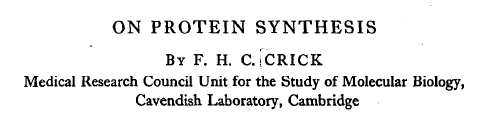 ON PROTEIN SYNTHESIS
By F. H. C. CRICK
Medical Research Council Unit for the Study of Molecular Biology,
Cavendish Laboratory, Cambridge